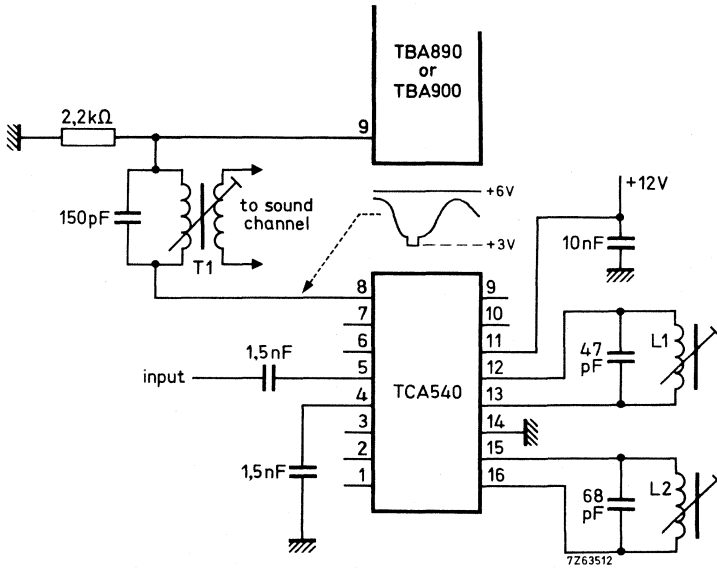 TBA890
or
TBA900
9
2,2kΩ
150pF
T1
to sound
channel
+6V
+3V
+12V
10nF
8
7
6
5
4
3
2
1
TCA540
9
10
11
12
13
14
15
16
input
1,5nF
1,5nF
47
pF
L1
68
pF
L2
7Z63512